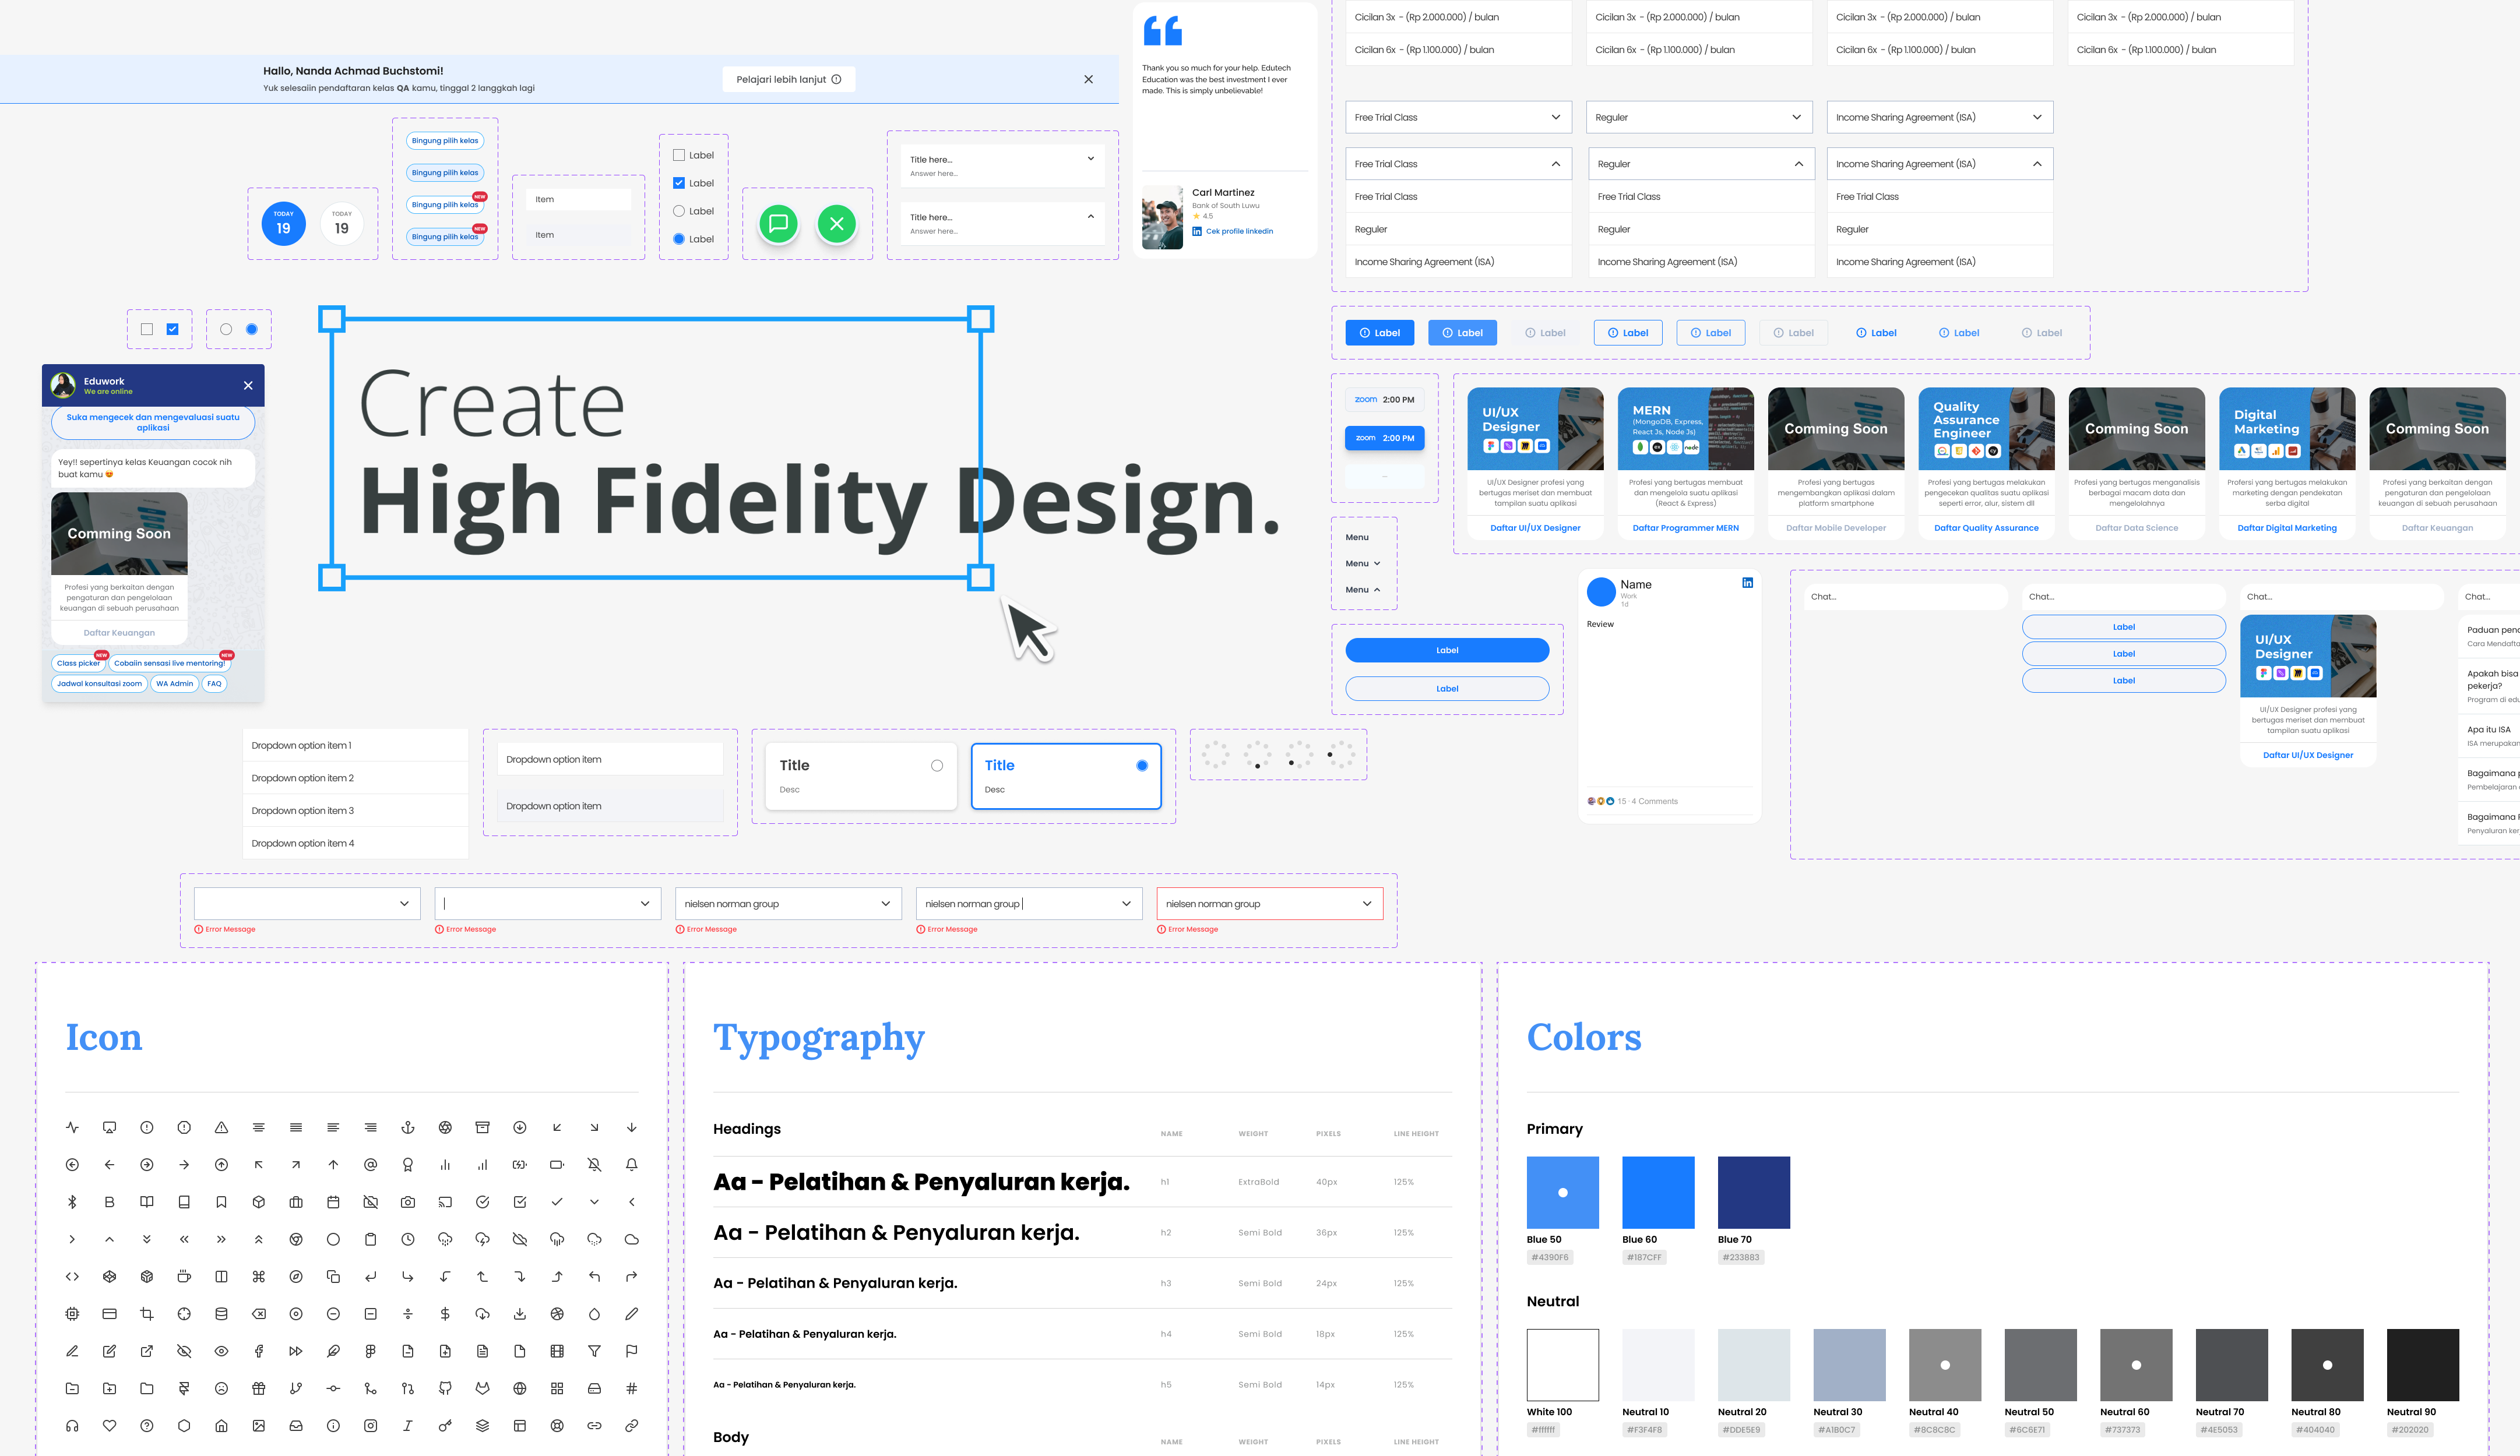 Hallo, Nanda Achmad Buchstomi!
Yuk selesaiin pendaftaran kelas QA kamu, tinggal 2 langgkah lagi
Pelajari lebih lanjut
Thank you so much for your help. Edutech
Education was the best investment I ever
made. This is simply unbelievable!
Carl Martinez
Bank of South Luwu
4.5
Cek profile linkedin
Cicilan 3x - (Rp 2.000.000) / bulan
Cicilan 3x - (Rp 2.000.000) / bulan
Cicilan 3x - (Rp 2.000.000) / bulan
Cicilan 3x - (Rp 2.000.000) / bulan
Cicilan 6x - (Rp 1.100.000) / bulan
Cicilan 6x - (Rp 1.100.000) / bulan
Cicilan 6x - (Rp 1.100.000) / bulan
Cicilan 6x - (Rp 1.100.000) / bulan
Free Trial Class
Reguler
Income Sharing Agreement (ISA)
Free Trial Class
Free Trial Class
Reguler
Income Sharing Agreement (ISA)
Reguler
Free Trial Class
Reguler
Income Sharing Agreement (ISA)
Income Sharing Agreement (ISA)
Free Trial Class
Reguler
Income Sharing Agreement (ISA)
TODAY
19
TODAY
19
Bingung pilih kelas
Bingung pilih kelas
Bingung pilih kelas
NEW
Bingung pilih kelas
NEW
Item
Item
Label
Label
Label
Label
Title here...
Answer here...
Title here...
Answer here...
Create
High Fidelity Design.
Eduwork
We are online
Suka mengecek dan mengevaluasi suatu
aplikasi
Yey!! sepertinya kelas Keuangan cocok nih
buat kamu 😍
Comming Soon
Profesi yang berkaitan dengan
pengaturan dan pengelolaan
keuangan di sebuah perusahaan
Daftar Keuangan
Class picker
NEW
Cobaiin sensasi live mentoring!
NEW
Jadwal konsultasi zoom
WA Admin
FAQ
Label
Label
Label
Label
Label
Label
Label
Label
Label
zoom 2:00 PM
zoom 2:00 PM
...
Menu
Menu
Menu
Label
Label
UI/UX
Designer
UI/UX Designer profesi yang
bertugas meriset dan membuat
tampilan suatu aplikasi
Daftar UI/UX Designer
MERN
(MongoDB, Express,
React Js, Node Js)
node
Profesi yang bertugas membuat
dan mengelola suatu aplikasi
(React & Express)
Daftar Programmer MERN
Comming Soon
Profesi yang bertugas
mengembangkan aplikasi dalam
platform smartphone
Daftar Mobile Developer
Quality
Assurance
Engineer
Profesi yang bertugas melakukan
pengecekan qualitas suatu aplikasi
seperti error, alur, sistem dll
Daftar Quality Assurance
Comming Soon
Profesi yang bertugas menganalisis
berbagai macam data dan
mengelolahnya
Daftar Data Science
Digital
Marketing
Profersi yang bertugas melakukan
marketing dengan pendekatan
serba digital
Daftar Digital Marketing
Comming Soon
Profesi yang berkaitan dengan
pengaturan dan pengelolaan
keuangan di sebuah perusahaan
Daftar Keuangan
Name
Work
1d
Review
15 · 4 Comments
Chat...
Chat...
Label
Label
Label
Chat...
UI/UX
Designer
UI/UX Designer profesi yang
bertugas meriset dan membuat
tampilan suatu aplikasi
Daftar UI/UX Designer
Chat...
Paduan
Cara Mendafta
Apakah bisa
pekerja?
Program di edu
Apa itu ISA
ISA merupakan
Bagaimana
Pembelajaran
Bagaimana
Penyaluran ker
Dropdown option item 1
Dropdown option item 2
Dropdown option item 3
Dropdown option item 4
Dropdown option item
Dropdown option item
Title
Desc
Title
Desc
Error Message
Error Message
nielsen norman group
Error Message
nielsen norman group
Error Message
nielsen norman group
Error Message
Icon
Typography
Headings
NAME WEIGHT PIXELS LINE HEIGHT
Aa - Pelatihan & Penyaluran kerja. h1 ExtraBold 40px 125%
Aa - Pelatihan & Penyaluran kerja. h2 Semi Bold 36px 125%
Aa - Pelatihan & Penyaluran kerja. h3 Semi Bold 24px 125%
Aa - Pelatihan & Penyaluran kerja. h4 Semi Bold 18px 125%
Aa - Pelatihan & Penyaluran kerja. h5 Semi Bold 14px 125%
Body
NAME WEIGHT PIXELS LINE HEIGHT
Colors
Primary
Blue 50
#4390F6
Blue 60
#187CFF
Blue 70
#233883
Neutral
White 100
#ffffff
Neutral 10
#F3F4F8
Neutral 20
#DDE5E9
Neutral 30
#A1B0C7
Neutral 40
#8C8C8C
Neutral 50
#6C6E71
Neutral 60
#737373
Neutral 70
#4E5053
Neutral 80
#404040
Neutral 90
#202020